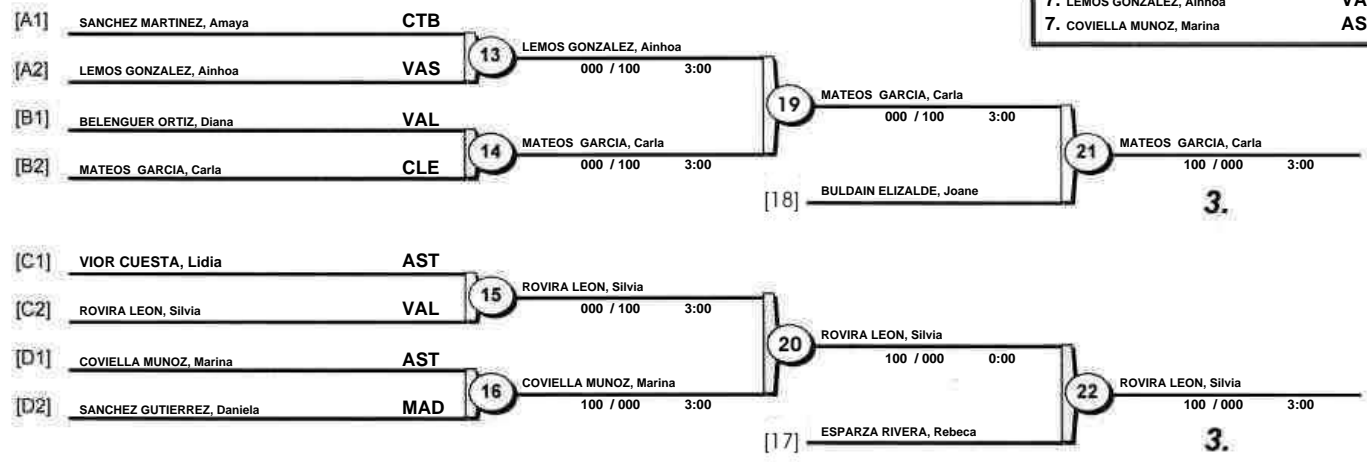 7. LEMOS GONZALEZ, Ainhoa VA
7. COVIELLA MUNOZ, Marina AS
[A1] SANCHEZ MARTINEZ, Amaya CTB
13 LEMOS GONZALEZ, Ainhoa
000 / 100 3:00
[A2] LEMOS GONZALEZ, Ainhoa VAS
19 MATEOS GARCIA, Carla
000 / 100 3:00
[B1] BELENGUER ORTIZ, Diana VAL
14 MATEOS GARCIA, Carla
000 / 100 3:00
[B2] MATEOS GARCIA, Carla CLE
21 MATEOS GARCIA, Carla
100 / 000 3:00
[18] BULDAIN ELIZALDE, Joane
3.
[C1] VIOR CUESTA, Lidia AST
15 ROVIRA LEON, Silvia
000 / 100 3:00
[C2] ROVIRA LEON, Silvia VAL
20 ROVIRA LEON, Silvia
100 / 000 0:00
[D1] COVIELLA MUNOZ, Marina AST
16 COVIELLA MUNOZ, Marina
100 / 000 3:00
[D2] SANCHEZ GUTIERREZ, Daniela MAD
22 ROVIRA LEON, Silvia
100 / 000 3:00
[17] ESPARZA RIVERA, Rebeca
3.